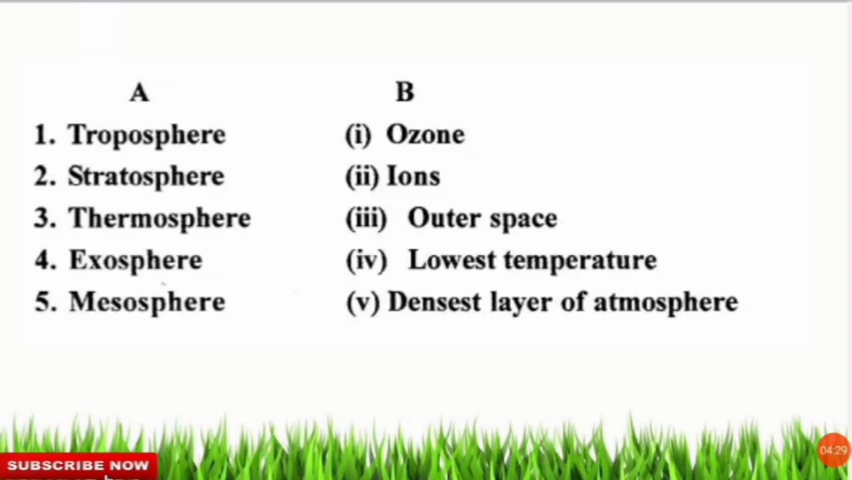 A B
1. Troposphere (i) Ozone
2. Stratosphere (ii) Ions
3. Thermosphere (iii) Outer space
4. Exosphere (iv) Lowest temperature
5. Mesosphere (v) Densest layer of atmosphere
04:29
SUBSCRIBE NOW